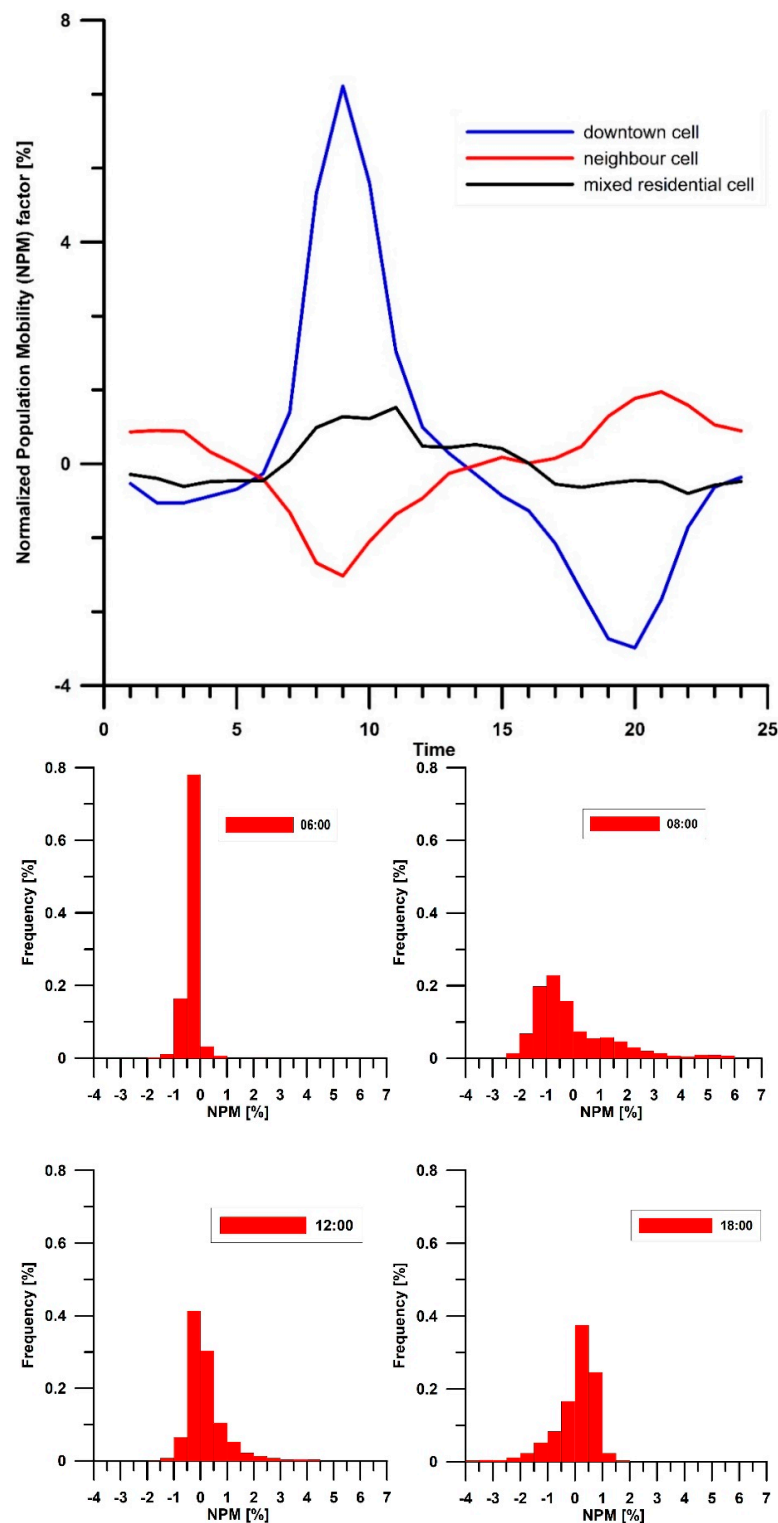 8
4
0
-4
Normalized Population Mobility (NPM) factor [%]
downtown cell
neighbour cell
mixed residential cell
0 5 10 15 20 25
Time
0.8
0.6
0.4
0.2
0
Frequency [%]
06:00
-4 -3 -2 -1 0 1 2 3 4 5 6 7
NPM [%]
0.8
0.6
0.4
0.2
0
Frequency [%]
08:00
-4 -3 -2 -1 0 1 2 3 4 5 6 7
NPM [%]
0.8
0.6
0.4
0.2
0
Frequency [%]
12:00
-4 -3 -2 -1 0 1 2 3 4 5 6 7
NPM [%]
0.8
0.6
0.4
0.2
0
Frequency [%]
18:00
-4 -3 -2 -1 0 1 2 3 4 5 6 7
NPM [%]